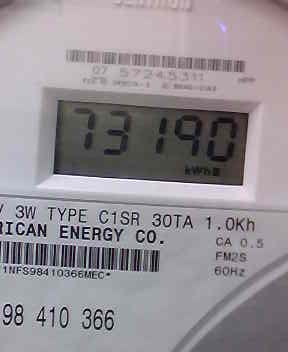 07 57245311
73190
kWh
V 3W TYPE C1SR 30TA 1.0Kh
RICAN ENERGY CO.
CA 0.5
FM2S
60Hz
1NFS98410366MEC*
98 410 366